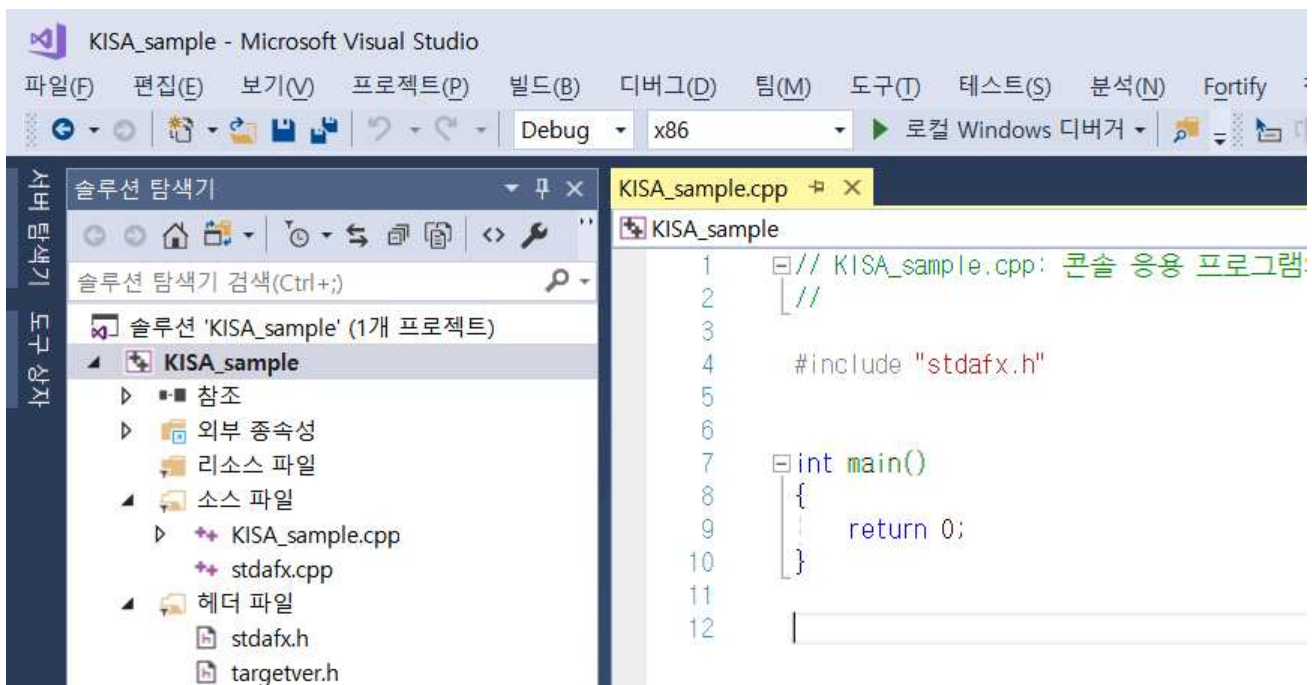 KISA_sample - Microsoft Visual Studio
파일(F) 편집(E) 보기(V) 프로젝트(P) 빌드(B) 디버그(D) 팀(M) 도구(T) 테스트(S) 분석(N) Fortify
Debug x86 로컬 Windows 디버거
서버 탐색기
도구 상자
솔루션 탐색기
솔루션 탐색기 검색(Ctrl+;)
솔루션 'KISA_sample' (1개 프로젝트)
KISA_sample
참조
외부 종속성
리소스 파일
소스 파일
KISA_sample.cpp
stdafx.cpp
헤더 파일
stdafx.h
targetver.h
KISA_sample.cpp
KISA_sample
1 // KISA_sample.cpp: 콘솔 응용 프로그램
2 //
3
4 #include "stdafx.h"
5
6
7 int main()
8 {
9 return 0;
10 }
11
12